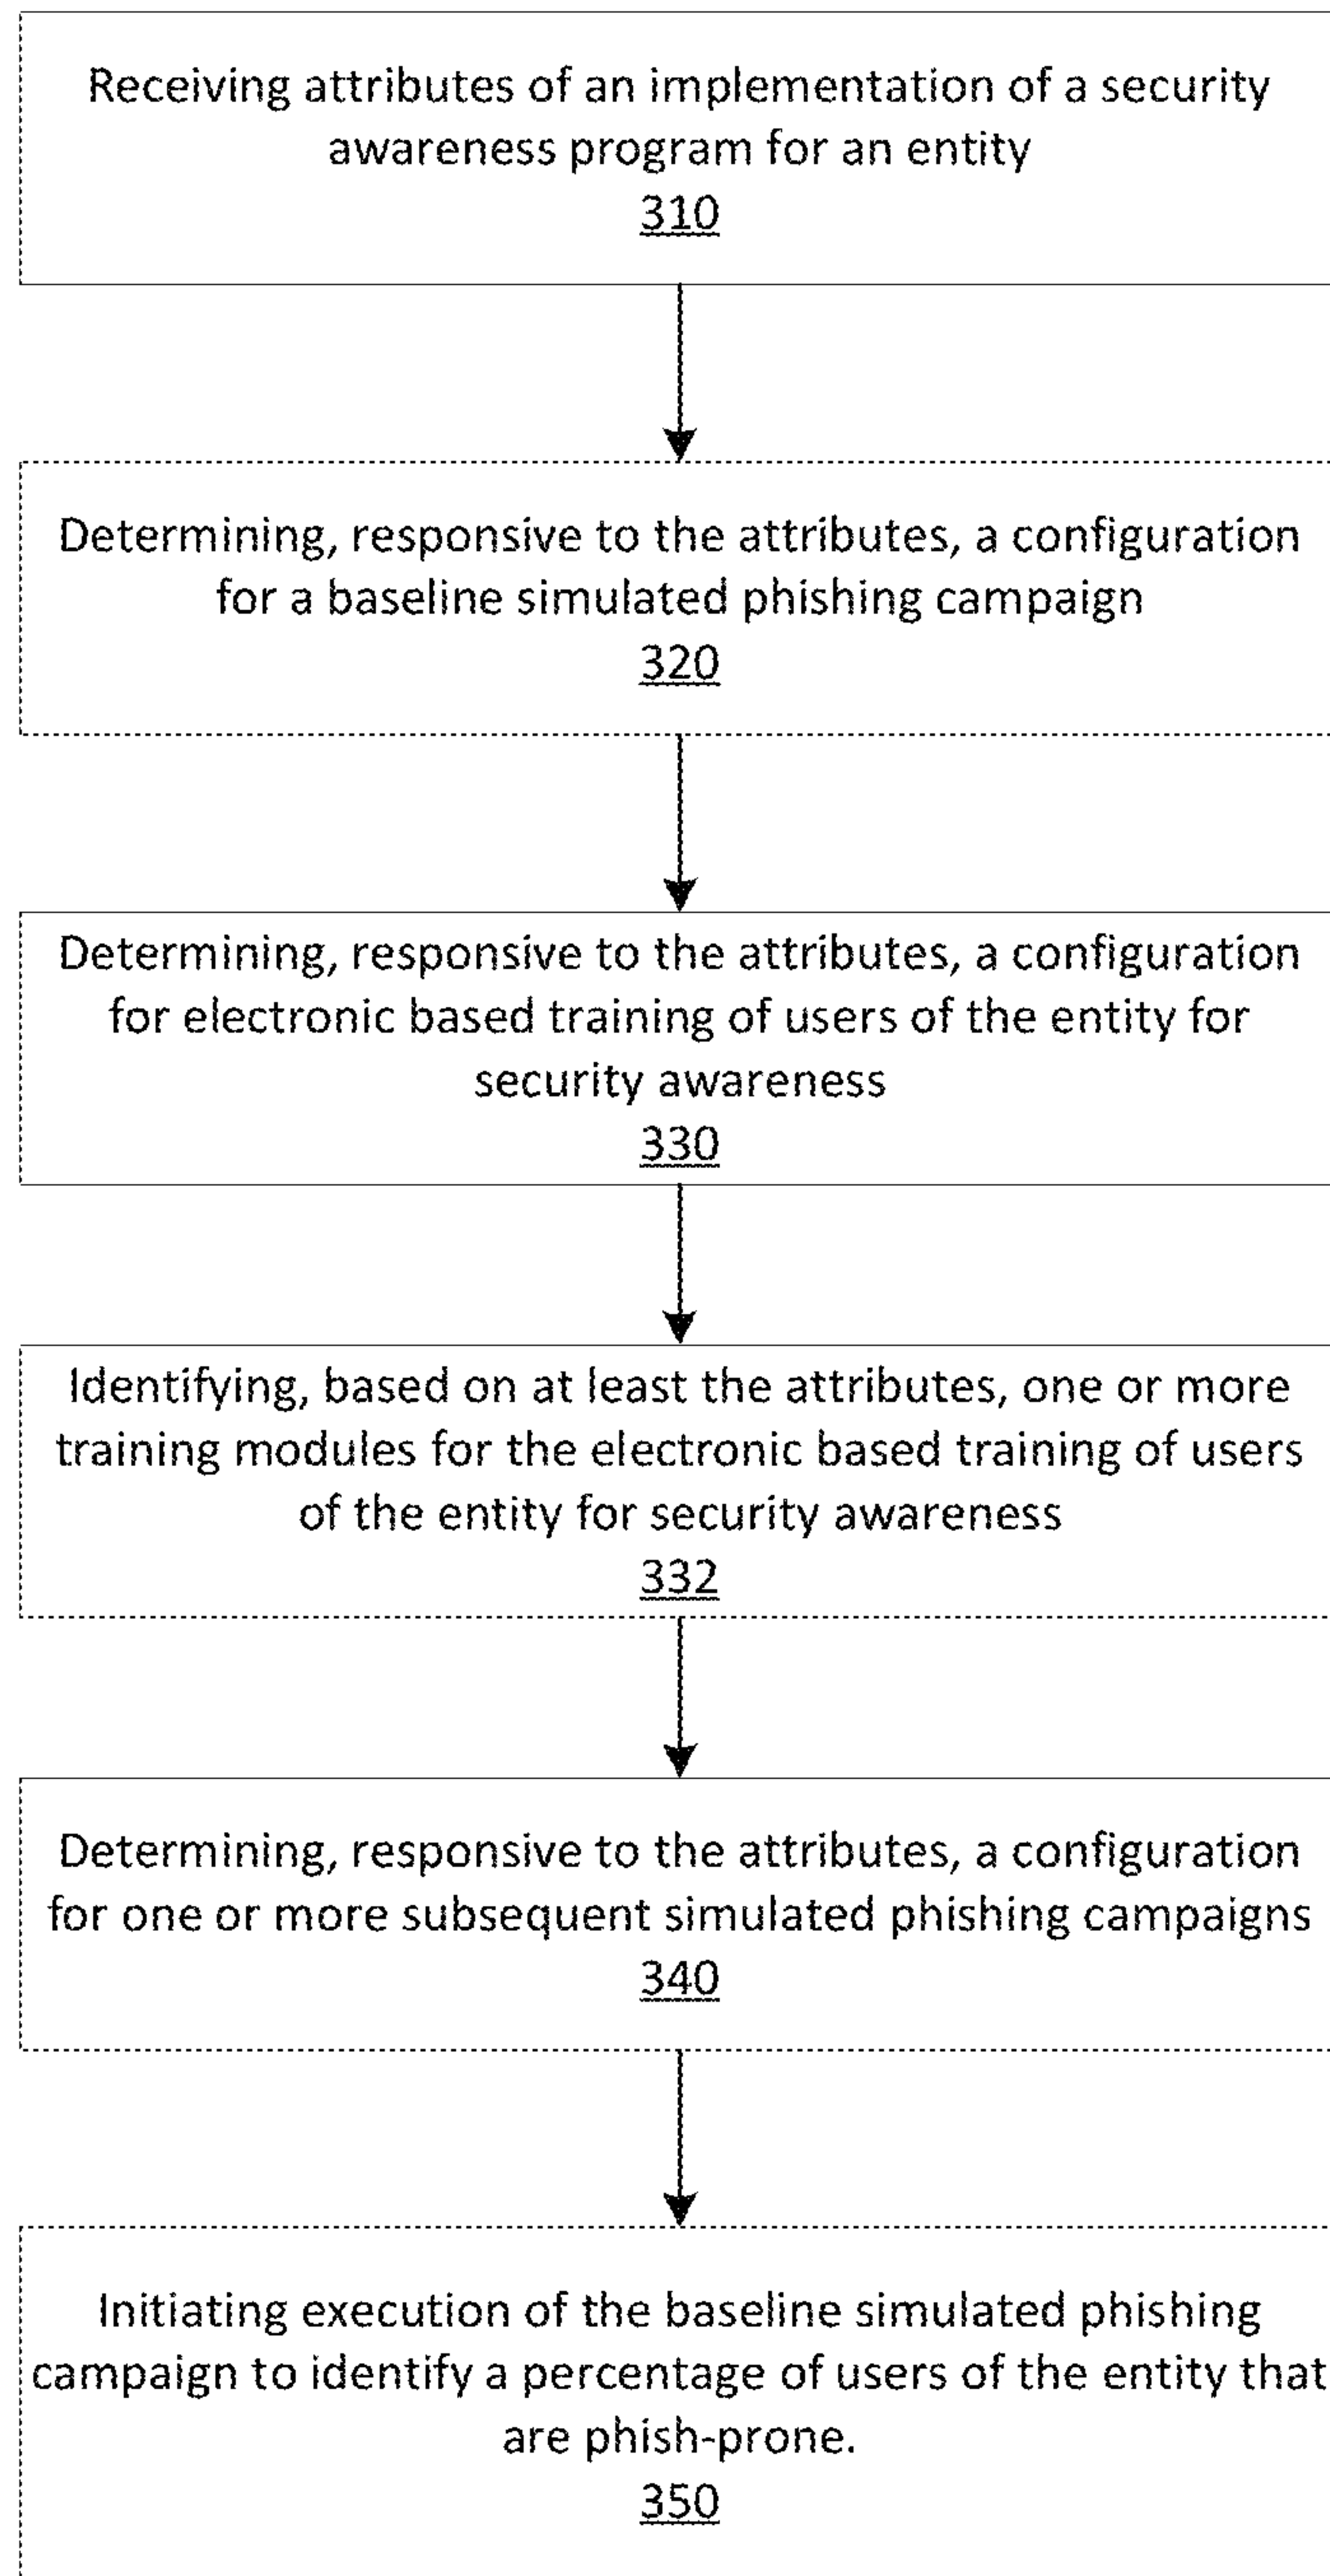 Receiving attributes of an implementation of a security
awareness program for an entity
310
Determining, responsive to the attributes, a configuration
for a baseline simulated phishing campaign
320
Determining, responsive to the attributes, a configuration
for electronic based training of users of the entity for
security awareness
330
Identifying, based on at least the attributes, one or more
training modules for the electronic based training of users
of the entity for security awareness
332
Determining, responsive to the attributes, a configuration
for one or more subsequent simulated phishing campaigns
340
Initiating execution of the baseline simulated phishing
campaign to identify a percentage of users of the entity that
are phish-prone.
350